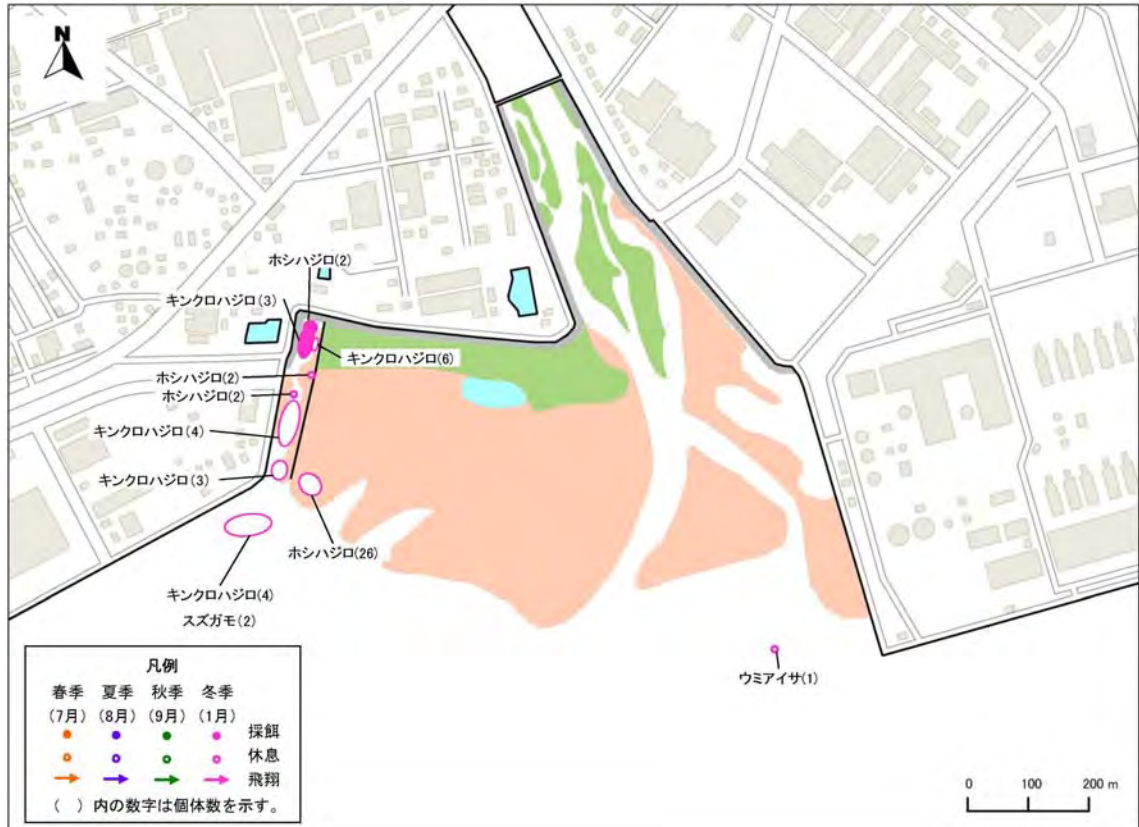 N
ホシハジロ(2)
キンクロハジロ(3)
キンクロハジロ(6)
ホシハジロ(2)
ホシハジロ(2)
キンクロハジロ(4)
キンクロハジロ(3)
ホシハジロ(26)
キンクロハジロ(4)
スズガモ(2)
ウミアイサ(1)
凡例
春季 夏季 秋季 冬季
(7月) (8月) (9月) (1月)
採餌
休息
飛翔
( ) 内の数字は個体数を示す。
0 100 200 m